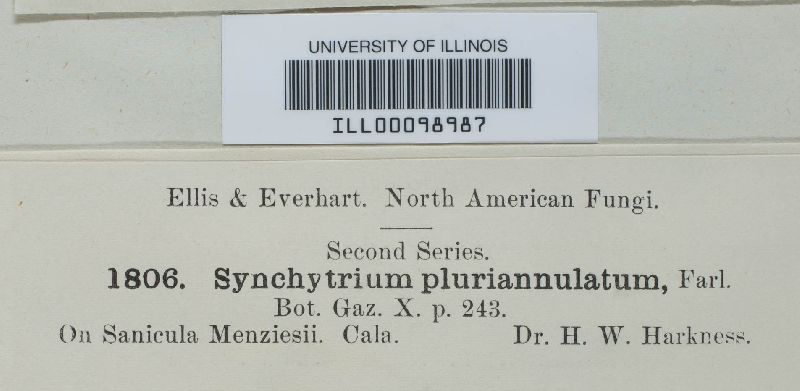 UNIVERSITY OF ILLINOIS
ILL00098987
Ellis & Everhart. North American Fungi.
Second Series.
1806. Synchytrium pluriannulatum, Farl.
Bot. Gaz. X. p. 243.
On Sanicula Menziesii. Cala. Dr. H. W. Harkness.